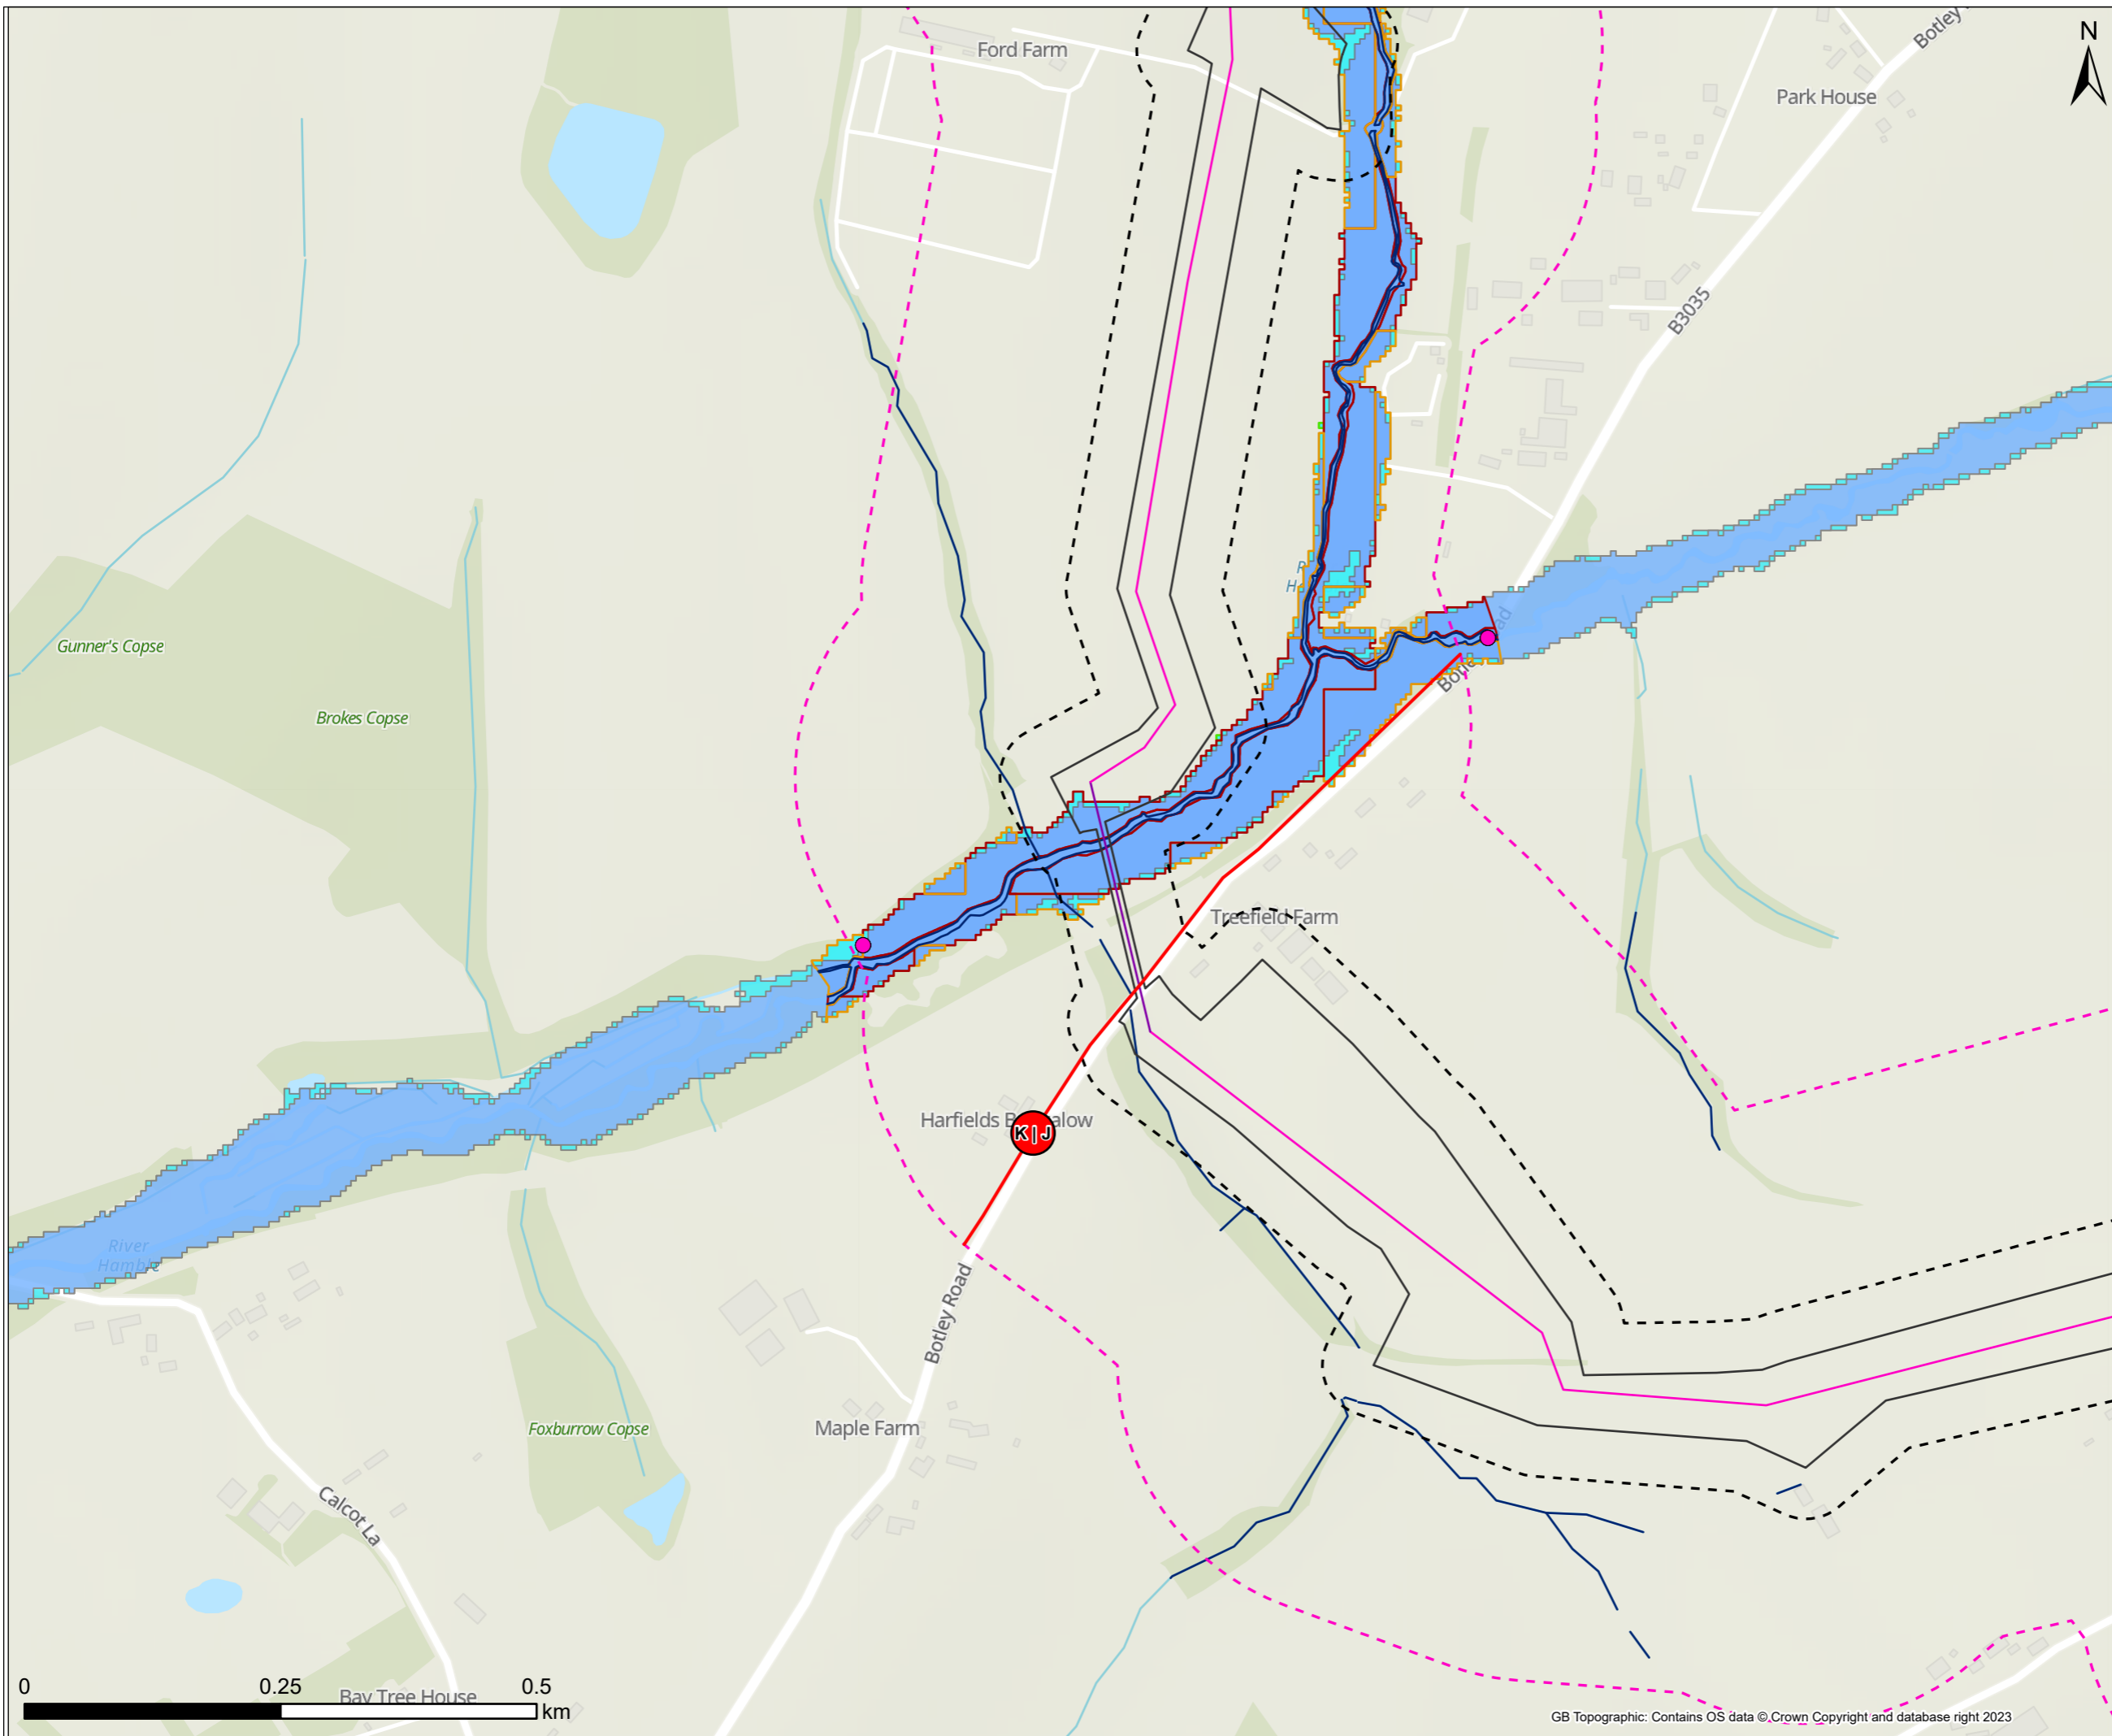 Botley
N
Ford Farm
Park House
B3035
R
H
Gunner's Copse
Brokes Copse
Treefield Farm
Harfields B
alow
K | J
River
Botley Road
Foxburrow Copse
Maple Farm
Calcot La
Bay Tree House
0 0.25 0.5
km
GB Topographic: Contains OS data © Crown Copyright and database right 2023